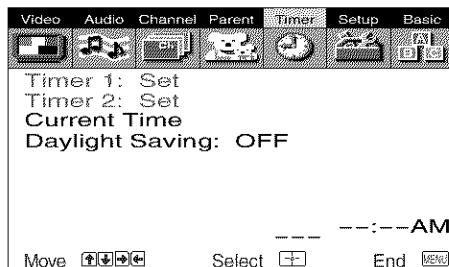 Video Audio Channel Parent Timer Setup Basic
CH
A
B C
Timer 1: Set
Timer 2: Set
Current Time
Daylight Saving: OFF
--- --:--AM
Move Select End MENU